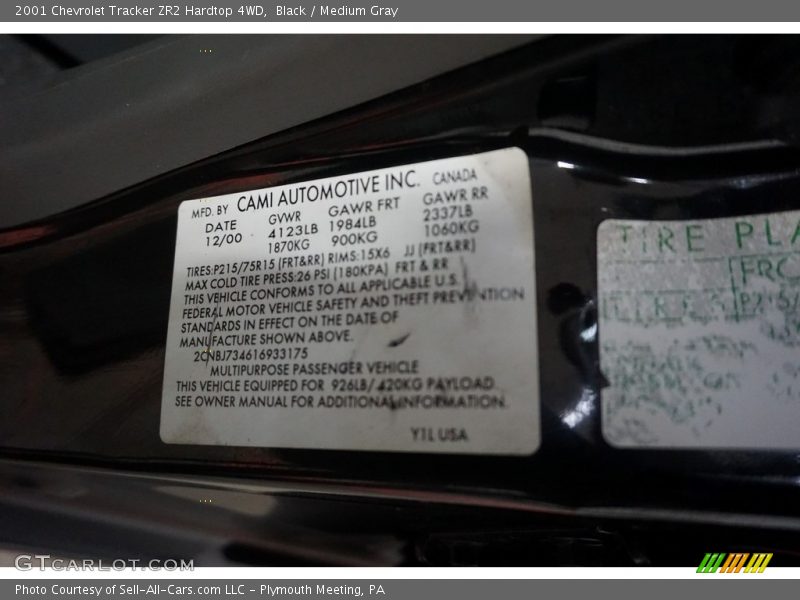 2001 Chevrolet Tracker ZR2 Hardtop 4WD, Black / Medium Gray
MFD. BY CAMI AUTOMOTIVE INC. CANADA
DATE GWR GAWR FRT GAWR RR
12/00 4123LB 1984LB 2337LB
1870KG 900KG 1060KG
TIRES:P215/75R15 (FRT&RR) RIMS:15X6 JJ (FRT&RR)
MAX COLD TIRE PRESS:26 PSI (180KPA) FRT & RR
THIS VEHICLE CONFORMS TO ALL APPLICABLE U.S.
FEDERAL MOTOR VEHICLE SAFETY AND THEFT PREVENTION
STANDARDS IN EFFECT ON THE DATE OF
MANUFACTURE SHOWN ABOVE.
2CNBJ734616933175
MULTIPURPOSE PASSENGER VEHICLE
THIS VEHICLE EQUIPPED FOR 926LB/420KG PAYLOAD
SEE OWNER MANUAL FOR ADDITIONAL INFORMATION.
Y1L USA
TIRE PLA
FRO
P215/
GTCARLOT.COM
Photo Courtesy of Sell-All-Cars.com LLC - Plymouth Meeting, PA